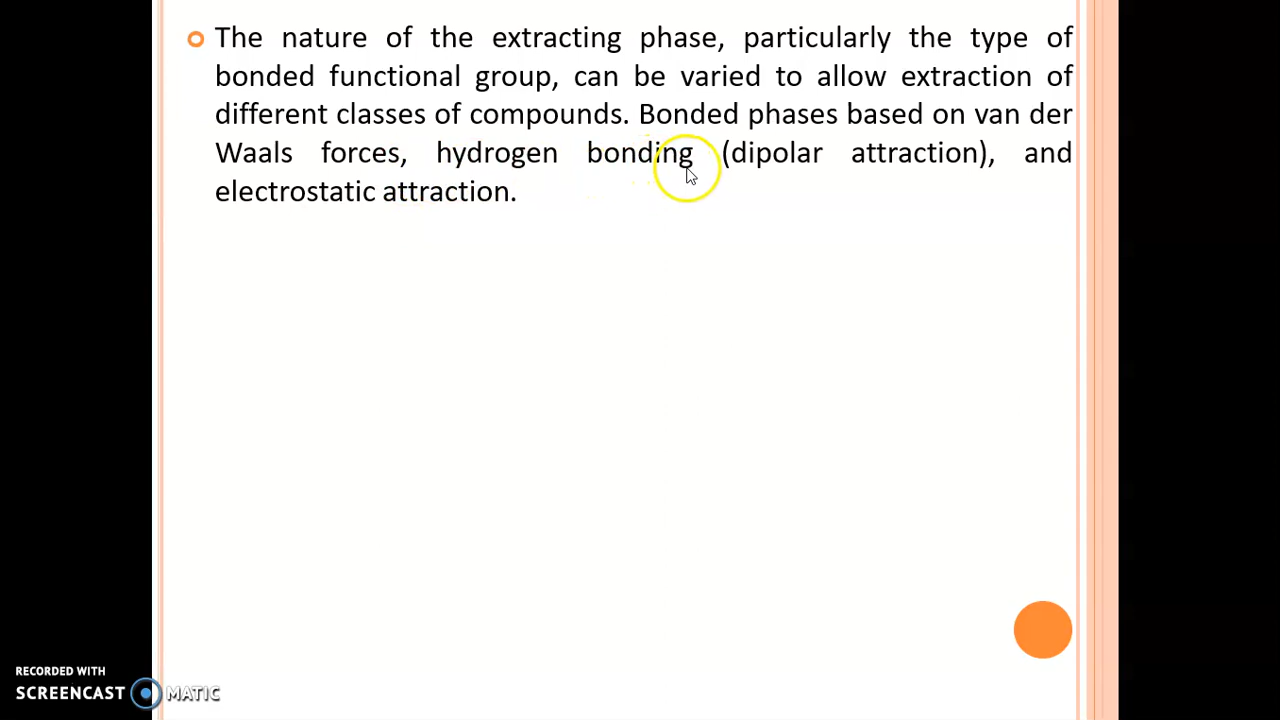 The nature of the extracting phase, particularly the type of
bonded functional group, can be varied to allow extraction of
different classes of compounds. Bonded phases based on van der
Waals forces, hydrogen bonding (dipolar attraction), and
electrostatic attraction.
RECORDED WITH
SCREENCAST MATIC